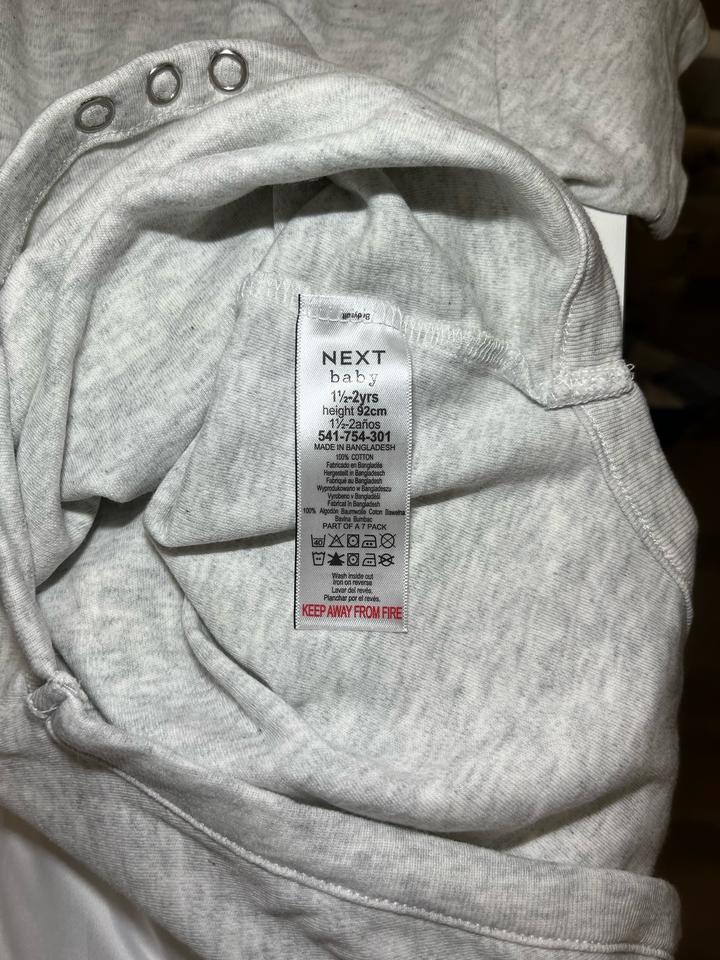 NEXT
baby
1½-2yrs
height 92cm
1½-2años
541-754-301
MADE IN BANGLADESH
100% COTTON
Fabricado en Bangladés
Hergestellt in Bangladesch
Fabriqué au Bangladesh
Wyprodukowano w Bangladeszu
Vyrobeno v Bangladéši
Fabricat în Bangladesh
100% Algodón Baumwolle Coton Bawełna
Bavlna Bumbac
PART OF A 7 PACK
40
Wash inside out
Iron on reverse
Lavar del revés.
Planchar por el revés.
KEEP AWAY FROM FIRE